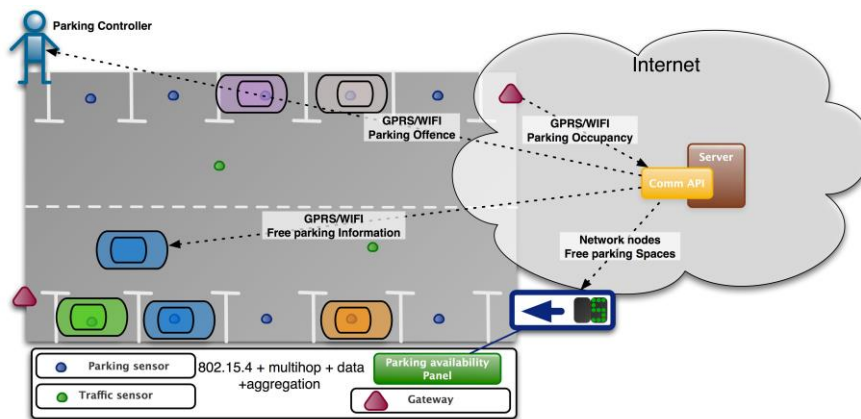 Parking Controller
Internet
GPRS/WIFI
Parking Offence
GPRS/WIFI
Parking Occupancy
Server
Comm API
GPRS/WIFI
Free parking Information
Network nodes
Free parking Spaces
Parking sensor
802.15.4 + multihop + data
+aggregation
Parking availability
Panel
Traffic sensor
Gateway